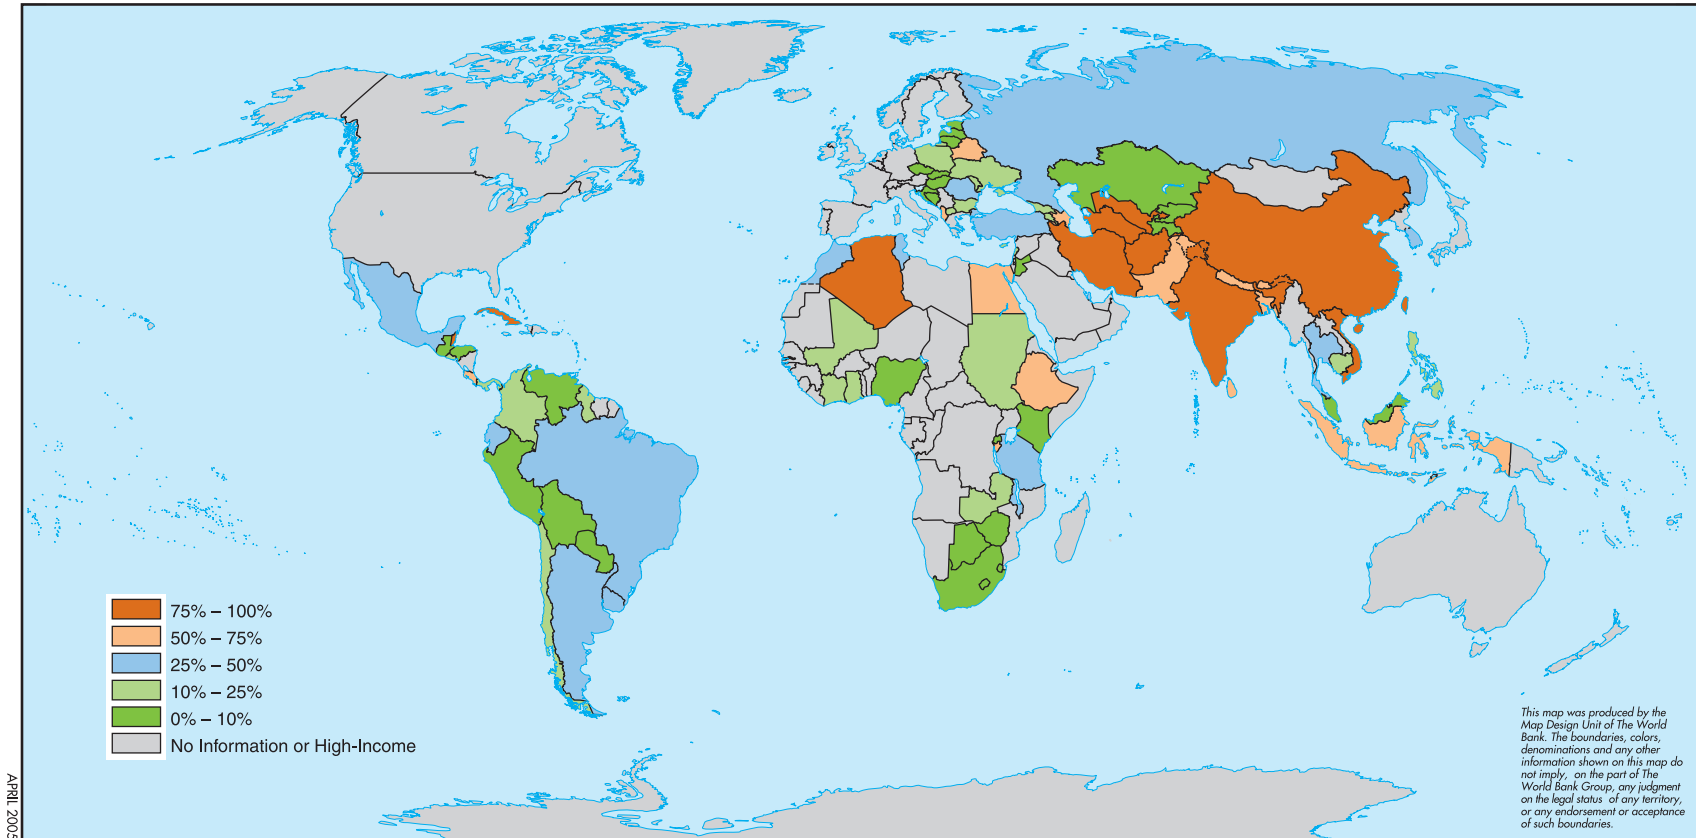 75% – 100%
50% – 75%
25% – 50%
10% – 25%
0% – 10%
No Information or High-Income
This map was produced by the
Map Design Unit of The World
Bank. The boundaries, colors,
denominations and any other
information shown on this map do
not imply, on the part of The
World Bank Group, any judgment
on the legal status of any territory,
or any endorsement or acceptance
of such boundaries.
APRIL 2005